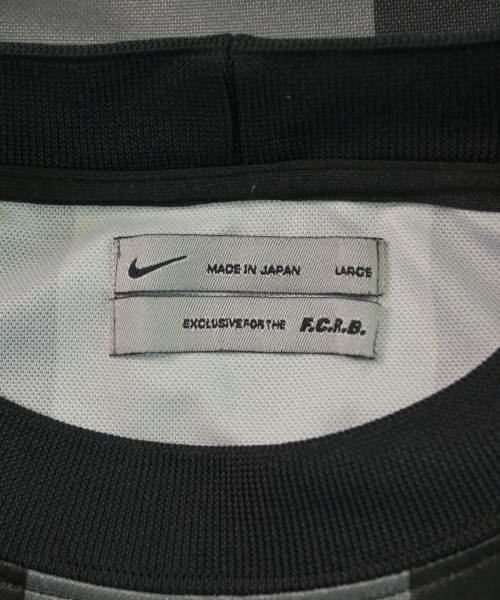 MADE IN JAPAN LARGE
EXCLUSIVE FOR THE F.C.R.B.